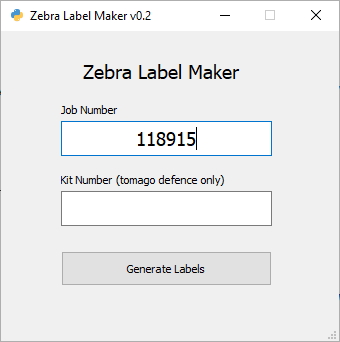 Zebra Label Maker v0.2
Zebra Label Maker
Job Number
118915
Kit Number (tomago defence only)
Generate Labels